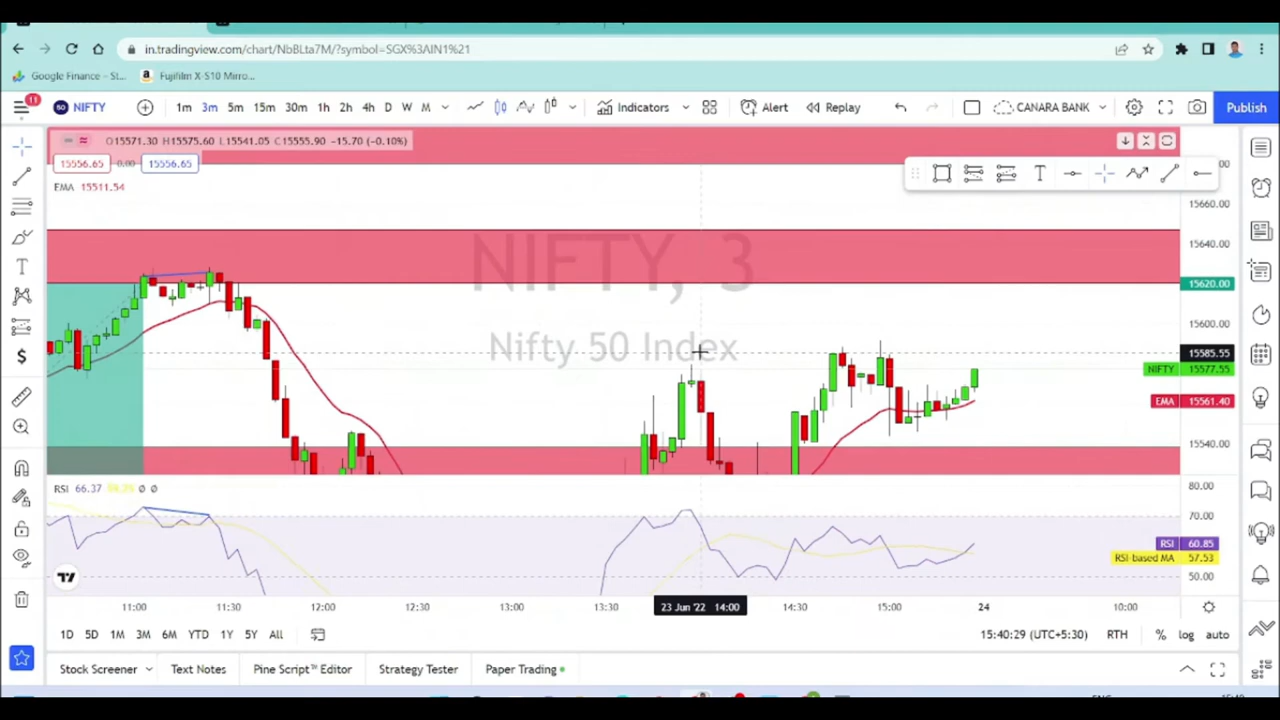 in.tradingview.com/chart/NbBLta7M/?symbol=SGX%3AIN1%21
Google Finance - St...
Fujifilm X-S10 Mirro...
11
50 NIFTY
1m 3m 5m 15m 30m 1h 2h 4h D W M
Indicators
Alert
Replay
CANARA BANK
Publish
O15571.30 H15575.60 L15541.05 C15555.90 -15.70 (-0.10%)
15556.65 0.00 15556.65
EMA 15511.54
15660.00
NIFTY, 3
Nifty 50 Index
15640.00
15620.00
15600.00
15585.55
NIFTY 15577.55
EMA 15561.40
15540.00
RSI 66.37
80.00
70.00
RSI 60.85
RSI-based MA 57.53
50.00
11:00 11:30 12:00 12:30 13:00 13:30 23 Jun '22 14:00 14:30 15:00 24 10:00
1D 5D 1M 3M 6M YTD 1Y 5Y All
15:40:29 (UTC+5:30) RTH % log auto
Stock Screener
Text Notes
Pine Script™ Editor
Strategy Tester
Paper Trading